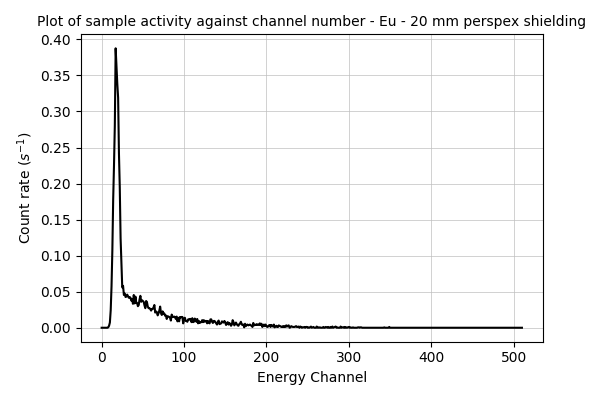 Plot of sample activity against channel number - Eu - 20 mm perspex shielding
0.40
0.35
0.30
0.25
0.20
0.15
0.10
0.05
0.00
Count rate (s⁻¹)
0 100 200 300 400 500
Energy Channel